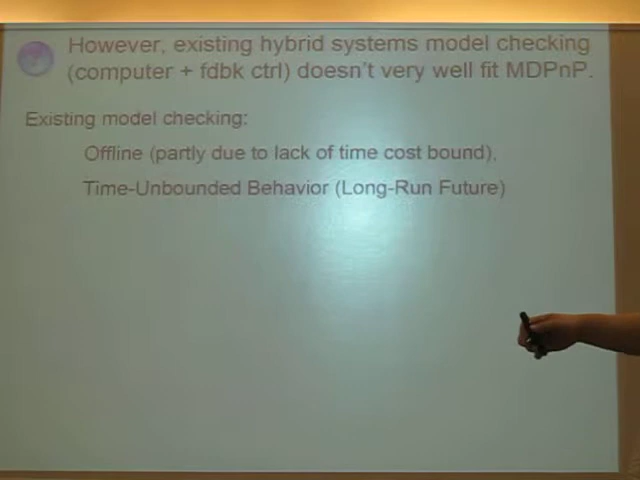 However, existing hybrid systems model checking
(computer + fdbk ctrl) doesn't very well fit MDPnP.
Existing model checking:
Offline (partly due to lack of time cost bound),
Time-Unbounded Behavior (Long-Run Future)